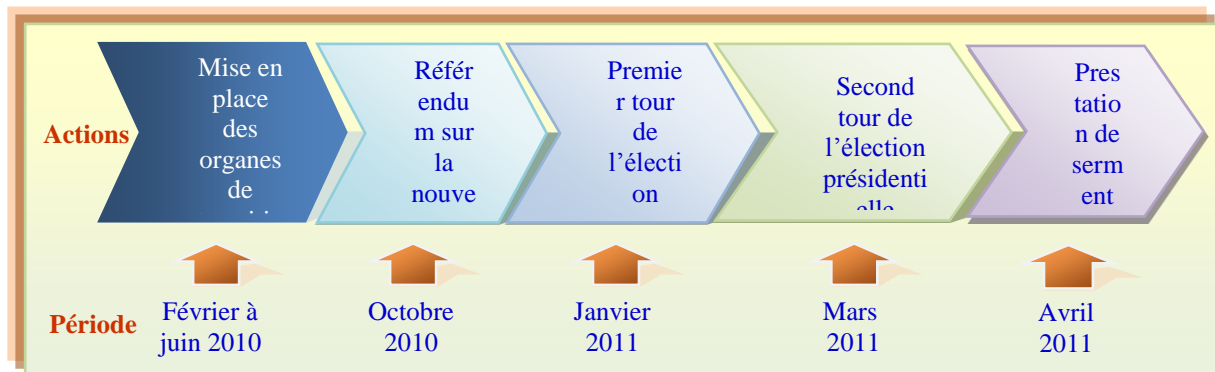 Actions
Mise en
place
des
organes
de
Référ
endu
m sur
la
nouve
Premie
r tour
de
l'électi
on
Second
tour de
l'élection
présidenti
elle
Pres
tatio
n de
serm
ent
Période
Février à
juin 2010
Octobre
2010
Janvier
2011
Mars
2011
Avril
2011